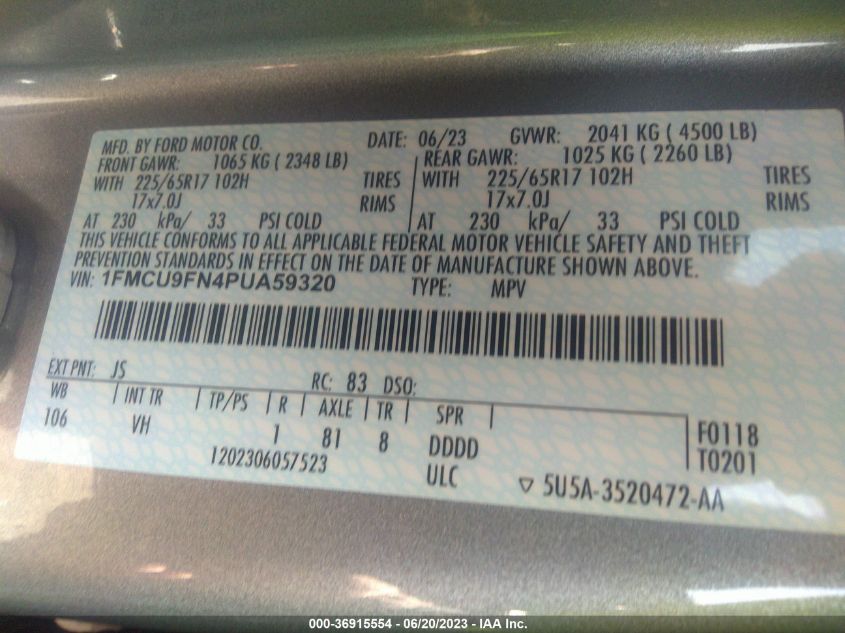 MFD. BY FORD MOTOR CO. DATE: 06/23 GVWR: 2041 KG ( 4500 LB)
FRONT GAWR: 1065 KG ( 2348 LB) REAR GAWR: 1025 KG ( 2260 LB)
WITH 225/65R17 102H TIRES WITH 225/65R17 102H TIRES
17x7.0J RIMS 17x7.0J RIMS
AT 230 kPa/ 33 PSI COLD AT 230 kPa/ 33 PSI COLD
THIS VEHICLE CONFORMS TO ALL APPLICABLE FEDERAL MOTOR VEHICLE SAFETY AND THEFT
PREVENTION STANDARDS IN EFFECT ON THE DATE OF MANUFACTURE SHOWN ABOVE.
VIN: 1FMCU9FN4PUA59320 TYPE: MPV
EXT PNT: JS RC: 83 DSO:
WB INT TR TP/PS R AXLE TR SPR
106 VH 1 81 8 DDDD F0118
1202306057523 ULC T0201
5U5A-3520472-AA
000-36915554 - 06/20/2023 - IAA Inc.